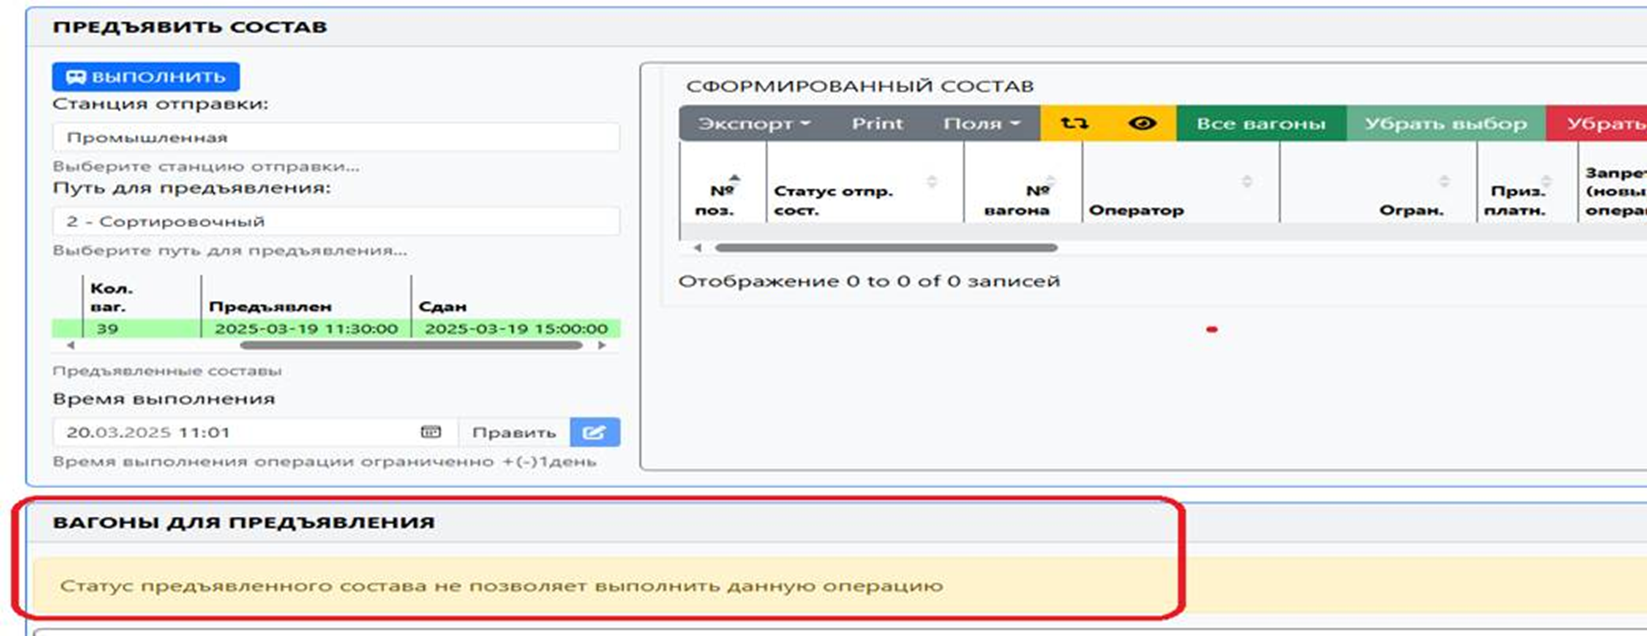 ПРЕДЪЯВИТЬ СОСТАВ
ВЫПОЛНИТЬ
Станция отправки:
Промышленная
Выберите станцию отправки...
Путь для предъявления:
2 - Сортировочный
Выберите путь для предъявления...
Кол. ваг. Предъявлен Сдан
39 2025-03-19 11:30:00 2025-03-19 15:00:00
Предъявленные составы
Время выполнения
20.03.2025 11:01 Править
Время выполнения операции ограниченно +(-)1день
СФОРМИРОВАННЫЙ СОСТАВ
Экспорт Print Поля Все вагоны Убрать выбор Убрать
Запре
Статус отпр. (новы
№ № Приз.
поз. сост. вагона Оператор Огран. платн. опера
Отображение 0 to 0 of 0 записей
ВАГОНЫ ДЛЯ ПРЕДЪЯВЛЕНИЯ
Статус предъявленного состава не позволяет выполнить данную операцию